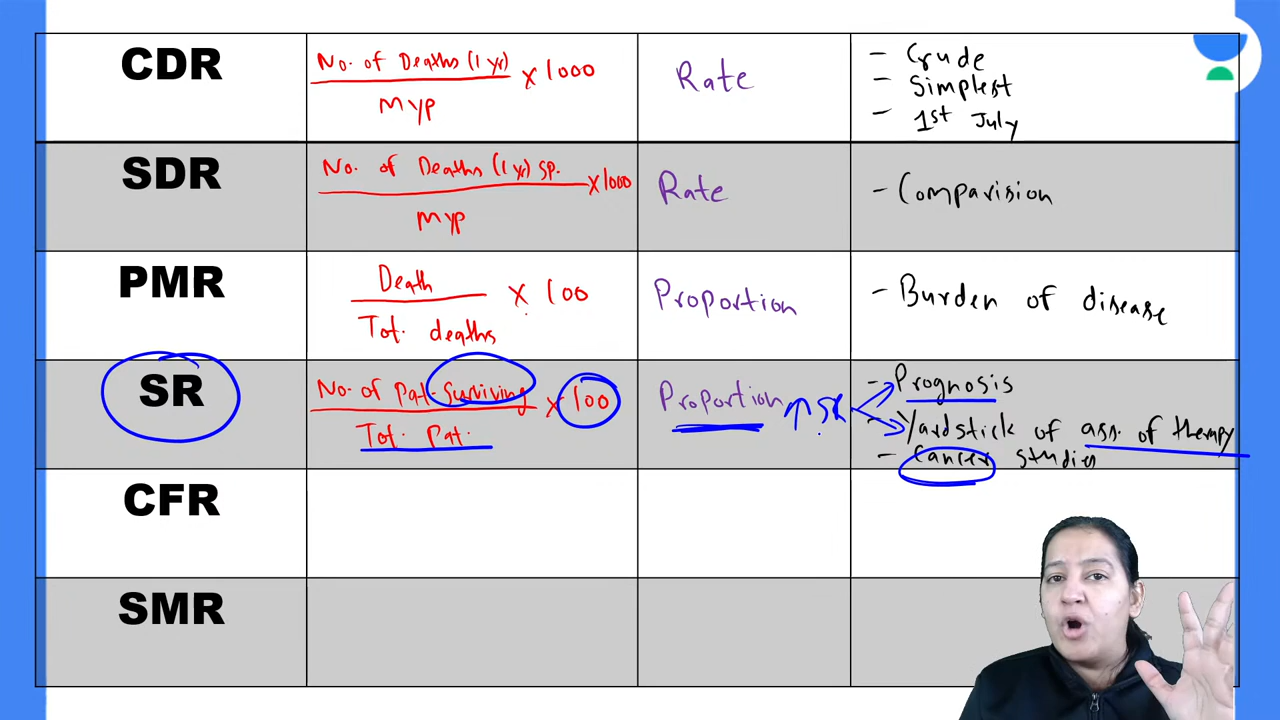 CDR
No. of Deaths (1 yr) x 1000
MYP
Rate
- Crude
- Simplest
- 1st July
SDR
No. of Deaths (1 yr) sp. x 1000
MYP
Rate
- Comparision
PMR
Death x 100
Tot. deaths
Proportion
- Burden of disease
SR
No. of pat. surviving x 100
Tot. pat.
Proportion ↑ SR
- Prognosis
- Yardstick of ass. of therapy
- Cancer studies
CFR
SMR